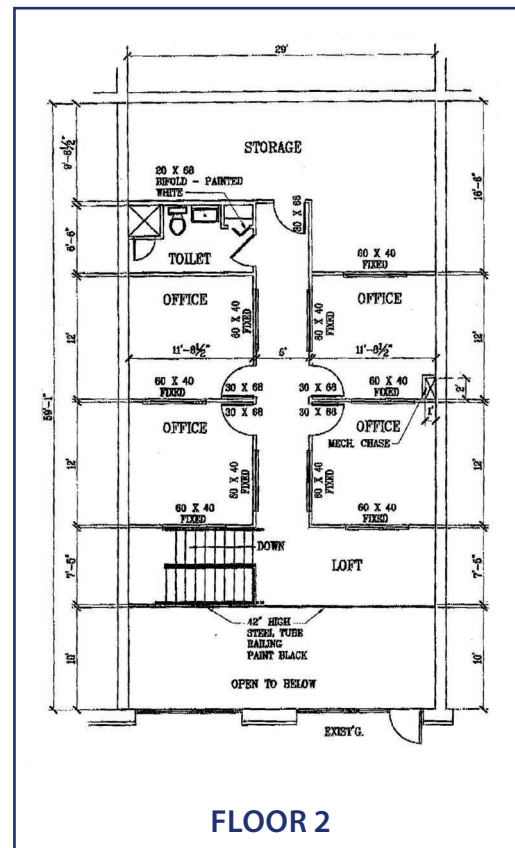 29'
9'-8½"
STORAGE
16'-8"
20 X 68
BIFOLD - PAINTED
WHITE
30 X 68
6'-6"
TOILET
60 X 40
FIXED
OFFICE
OFFICE
12'
60 X 40
FIXED
60 X 40
FIXED
12'
11'-8½"
5'
11'-8½"
60 X 40
FIXED
30 X 68
30 X 68
60 X 40
FIXED
2'
59'-1"
30 X 68
30 X 68
1'
OFFICE
OFFICE
MECH. CHASE
12'
60 X 40
FIXED
60 X 40
FIXED
12'
60 X 40
FIXED
60 X 40
FIXED
DOWN
7'-5"
LOFT
7'-5"
42" HIGH
STEEL TUBE
RAILING
PAINT BLACK
10'
OPEN TO BELOW
10'
EXIST'G.
FLOOR 2